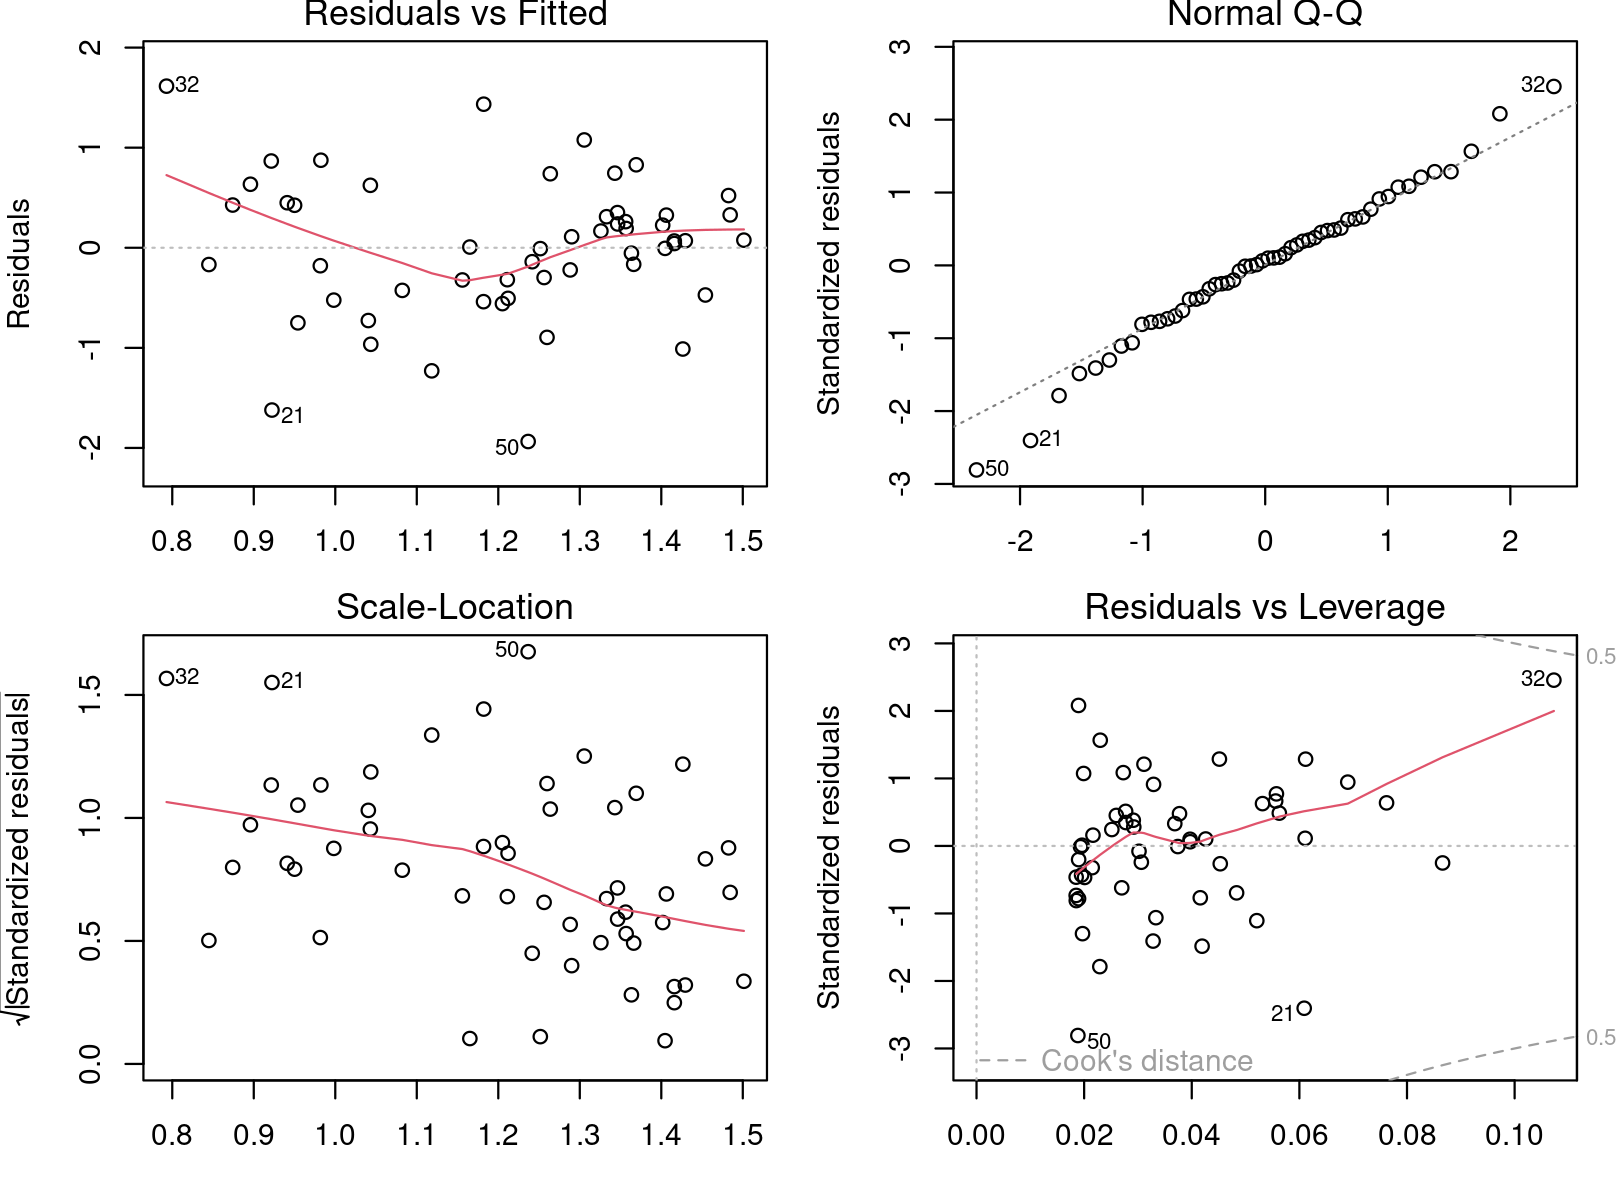 Residuals vs Fitted
Residuals
2
1
0
-1
-2
32
21
50
0.8 0.9 1.0 1.1 1.2 1.3 1.4 1.5
Normal Q-Q
Standardized residuals
3
2
1
0
-1
-2
-3
32
21
50
-2 -1 0 1 2
Scale-Location
√|Standardized residuals|
1.5
1.0
0.5
0.0
50
32
21
0.8 0.9 1.0 1.1 1.2 1.3 1.4 1.5
Residuals vs Leverage
Standardized residuals
3
2
1
0
-1
-2
-3
0.5
32
21
50
0.5
Cook's distance
0.00 0.02 0.04 0.06 0.08 0.10